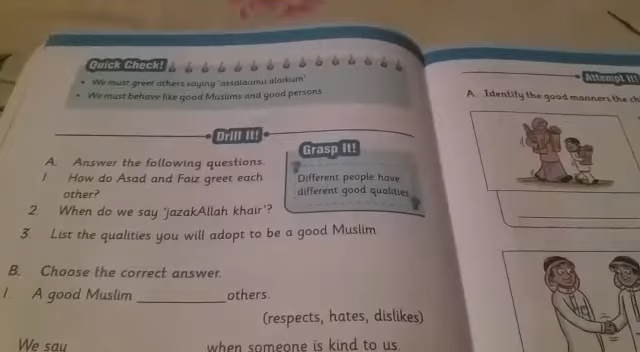 Quick Check!
• We must greet others saying 'assalaamu alaikum'
• We must behave like good Muslims and good persons
Drill It!
Grasp It!
Different people have
different good qualities
A. Answer the following questions.
1 How do Asad and Faiz greet each
other?
2. When do we say 'jazakAllah khair'?
3. List the qualities you will adopt to be a good Muslim
B. Choose the correct answer.
1. A good Muslim __________ others.
(respects, hates, dislikes)
We say when someone is kind to us.
Attempt It!
A. Identify the good manners the